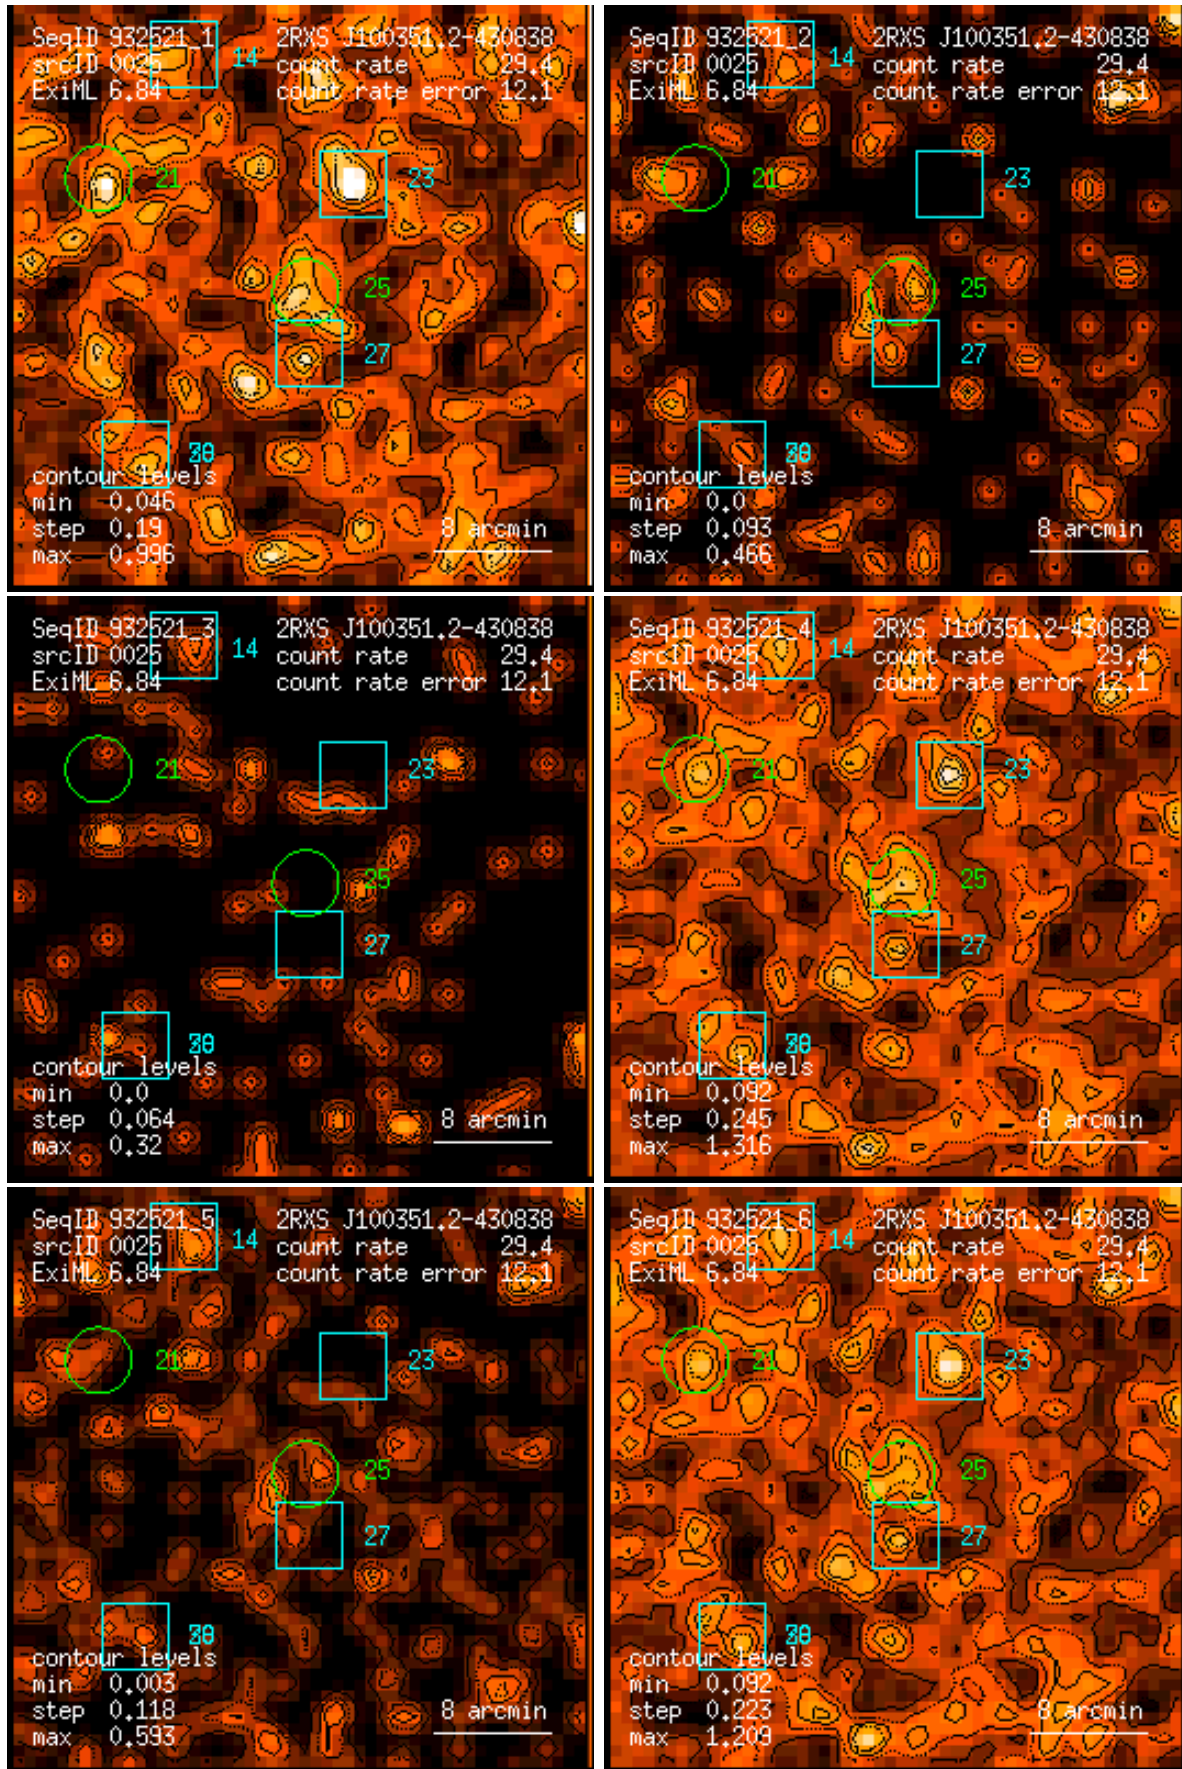 SeqID 932521_1 2RXS J100351.2-430838
srcID 0025 14 count rate 29.4
ExiML 6.84 count rate error 12.1
21 23
25
27
contour levels
min 0.046
step 0.19 8 arcmin
max 0.996
SeqID 932521_2 2RXS J100351.2-430838
srcID 0025 14 count rate 29.4
ExiML 6.84 count rate error 12.1
21 23
25
27
contour levels
min 0.0
step 0.093 8 arcmin
max 0.466
SeqID 932521_3 2RXS J100351.2-430838
srcID 0025 14 count rate 29.4
ExiML 6.84 count rate error 12.1
21 23
25
27
contour levels
min 0.0
step 0.064 8 arcmin
max 0.32
SeqID 932521_4 2RXS J100351.2-430838
srcID 0025 14 count rate 29.4
ExiML 6.84 count rate error 12.1
21 23
25
27
contour levels
min 0.092
step 0.245 8 arcmin
max 1.316
SeqID 932521_5 2RXS J100351.2-430838
srcID 0025 14 count rate 29.4
ExiML 6.84 count rate error 12.1
21 23
25
27
contour levels
min 0.003
step 0.118 8 arcmin
max 0.593
SeqID 932521_6 2RXS J100351.2-430838
srcID 0025 14 count rate 29.4
ExiML 6.84 count rate error 12.1
21 23
25
27
contour levels
min 0.092
step 0.223 8 arcmin
max 1.209